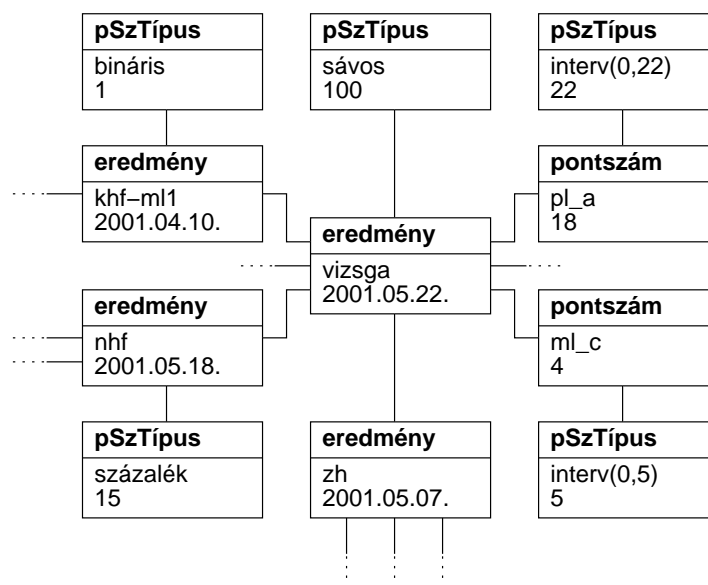 pSzTípus
bináris
1
pSzTípus
sávos
100
pSzTípus
interv(0,22)
22
eredmény
khf−ml1
2001.04.10.
pontszám
pl_a
18
eredmény
vizsga
2001.05.22.
eredmény
nhf
2001.05.18.
pontszám
ml_c
4
pSzTípus
százalék
15
eredmény
zh
2001.05.07.
pSzTípus
interv(0,5)
5